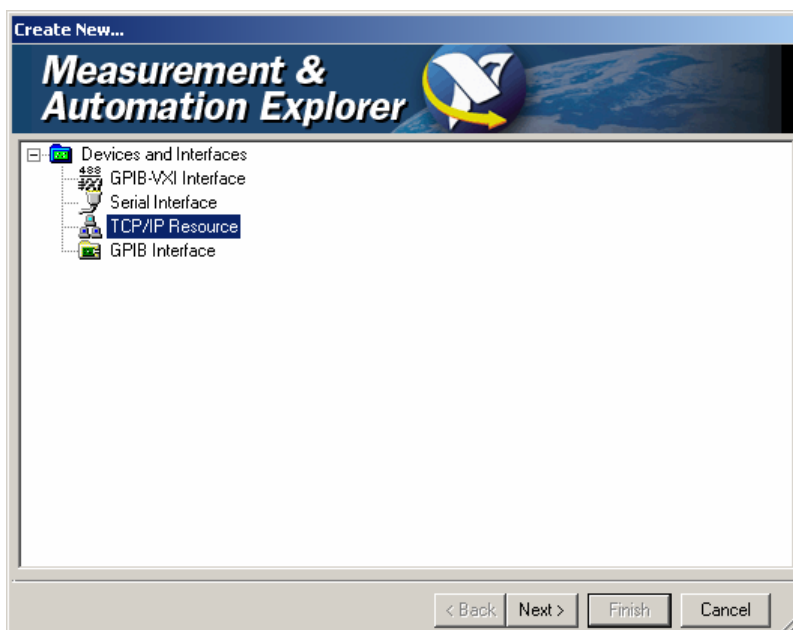 Create New...
Measurement &
Automation Explorer
Devices and Interfaces
GPIB-VXI Interface
Serial Interface
TCP/IP Resource
GPIB Interface
< Back Next > Finish Cancel